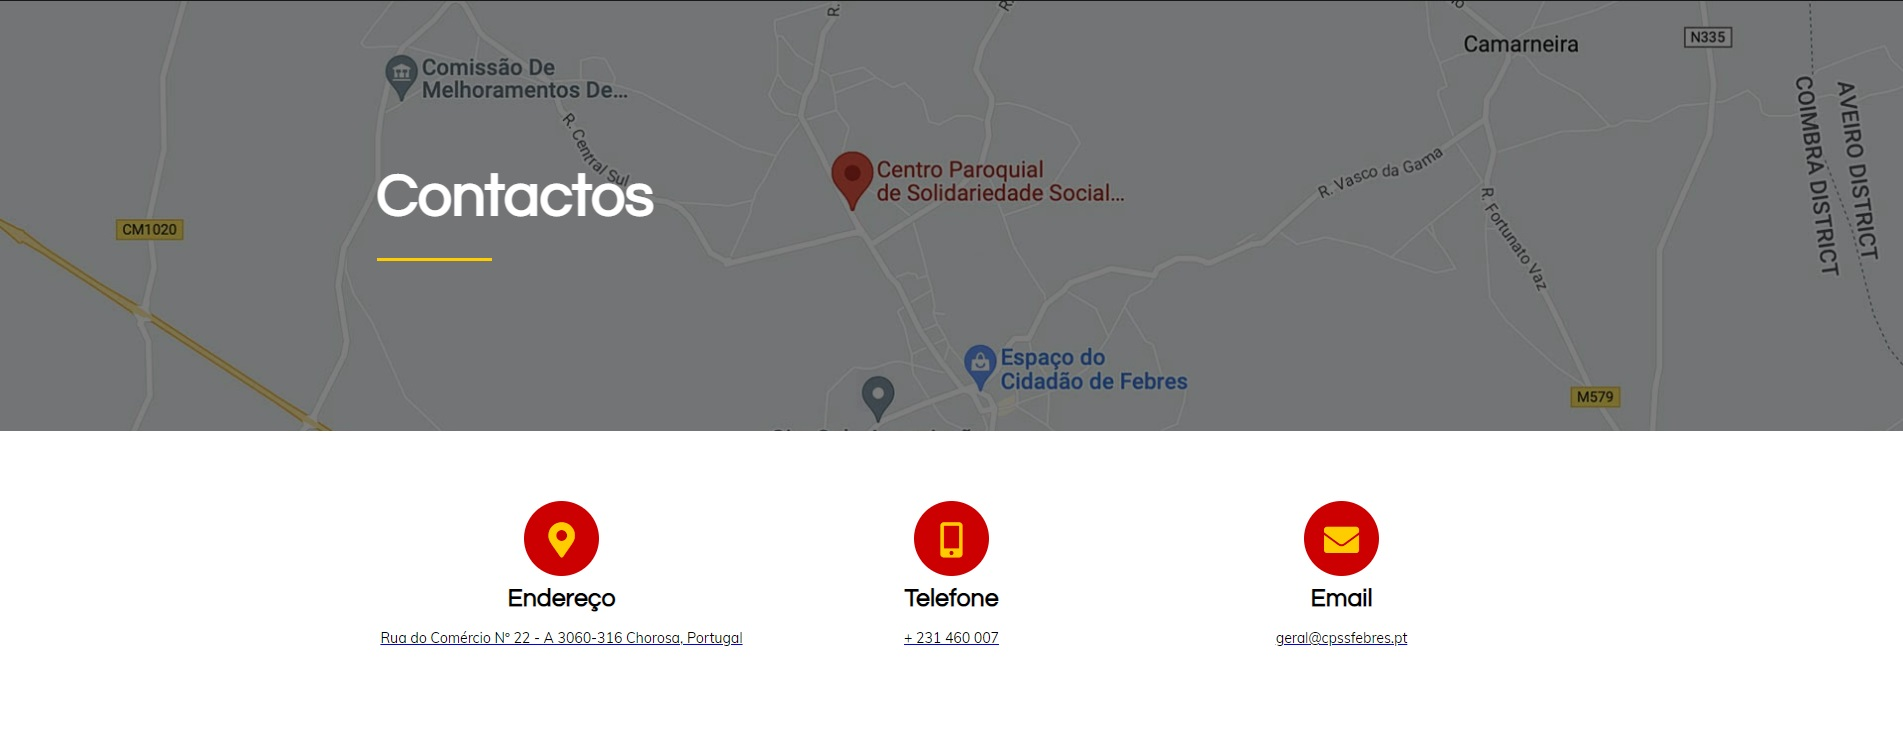 Camarneira
N335
Comissão De
Melhoramentos De...
R. Central Sul
Centro Paroquial
de Solidariedade Social...
R. Vasco da Gama
AVEIRO DISTRICT
COIMBRA DISTRICT
Contactos
R. Fortunato Vaz
CM1020
Espaço do
Cidadão de Febres
M579
Endereço
Telefone
Email
Rua do Comércio Nº 22 - A 3060-316 Chorosa, Portugal
+ 231 460 007
geral@cpssfebres.pt